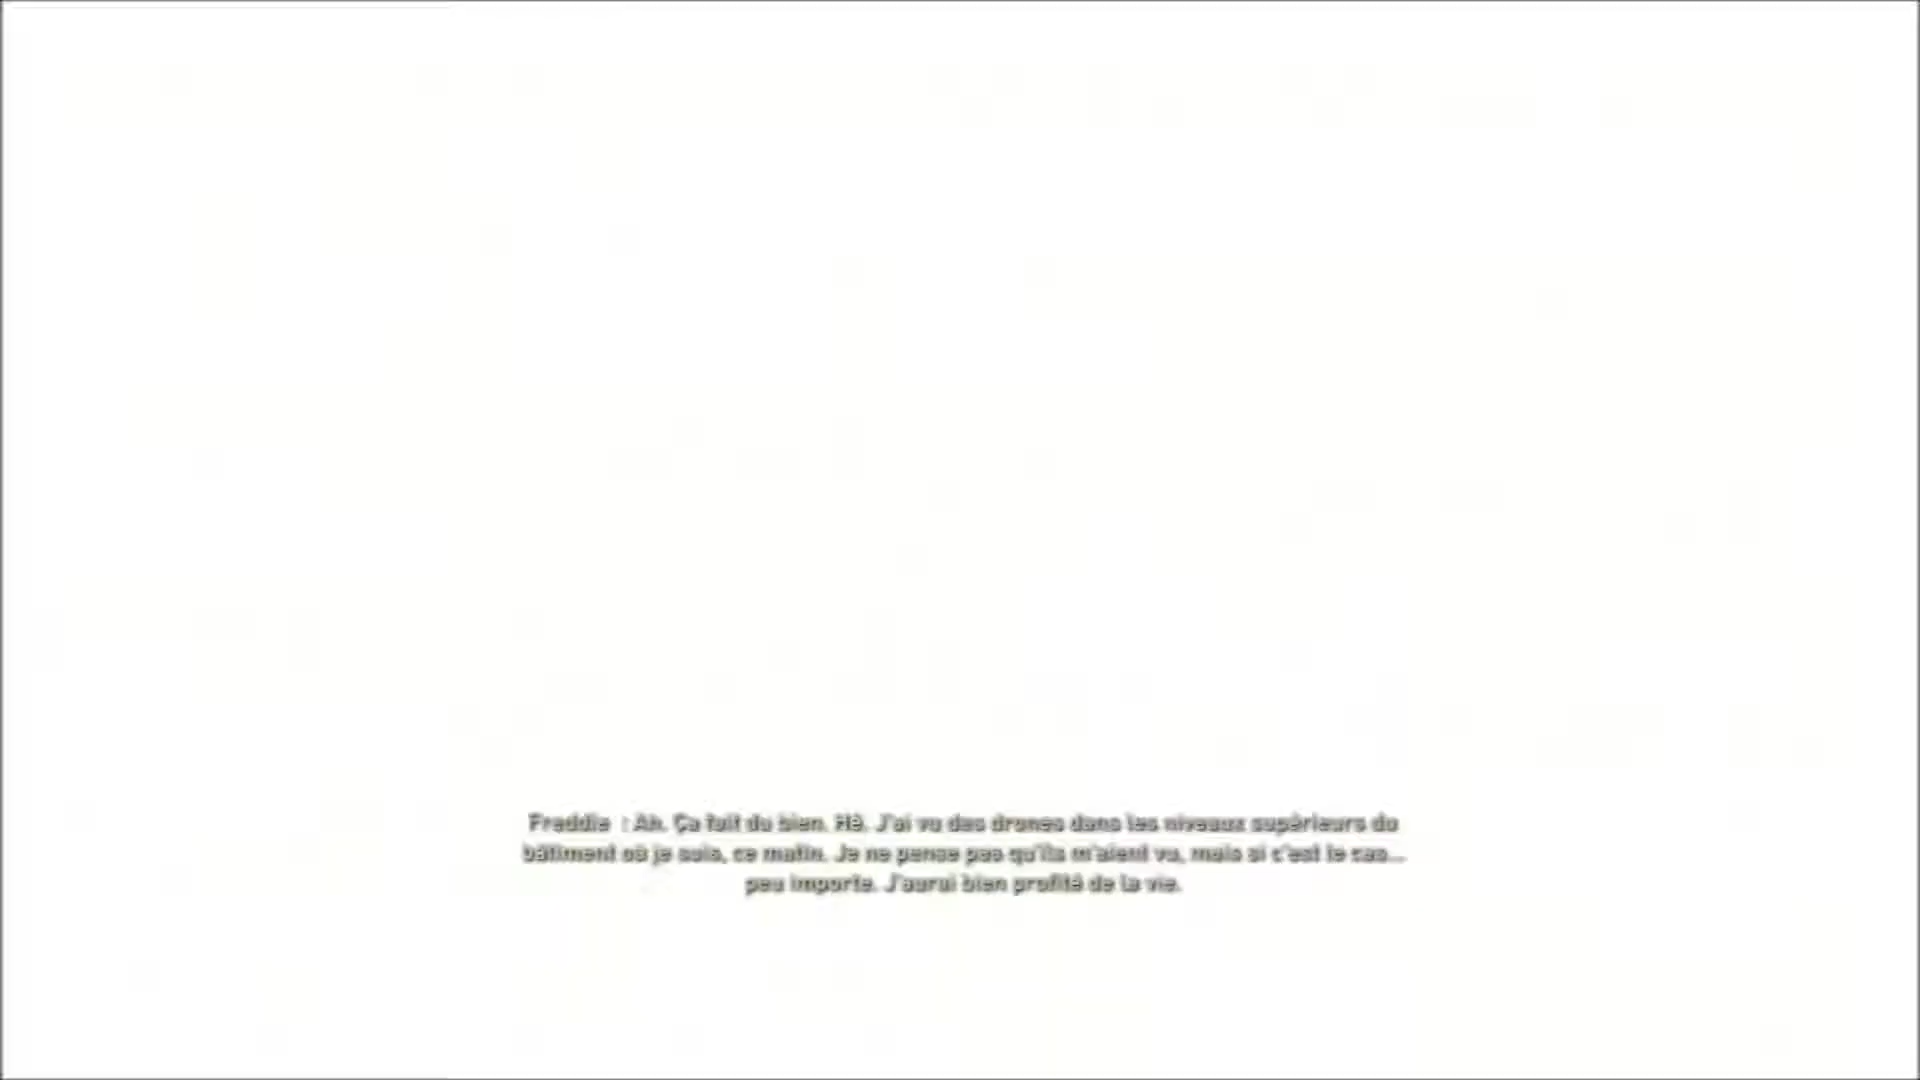 Freddie : Ah. Ça fait du bien. Hé. J'ai vu des drones dans les niveaux supérieurs du
bâtiment où je suis, ce matin. Je ne pense pas qu'ils m'aient vu, mais si c'est le cas...
peu importe. J'aurai bien profité de la vie.